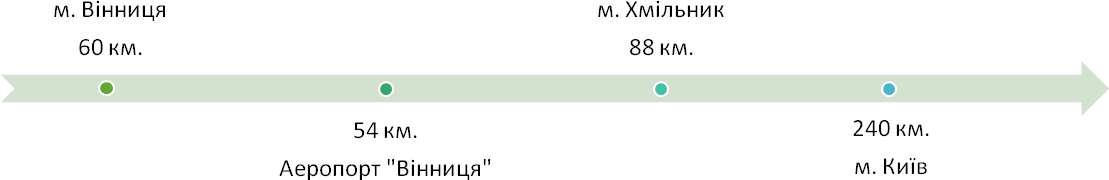 м. Вінниця
60 км.
54 км.
Аеропорт "Вінниця"
м. Хмільник
88 км.
240 км.
м. Київ